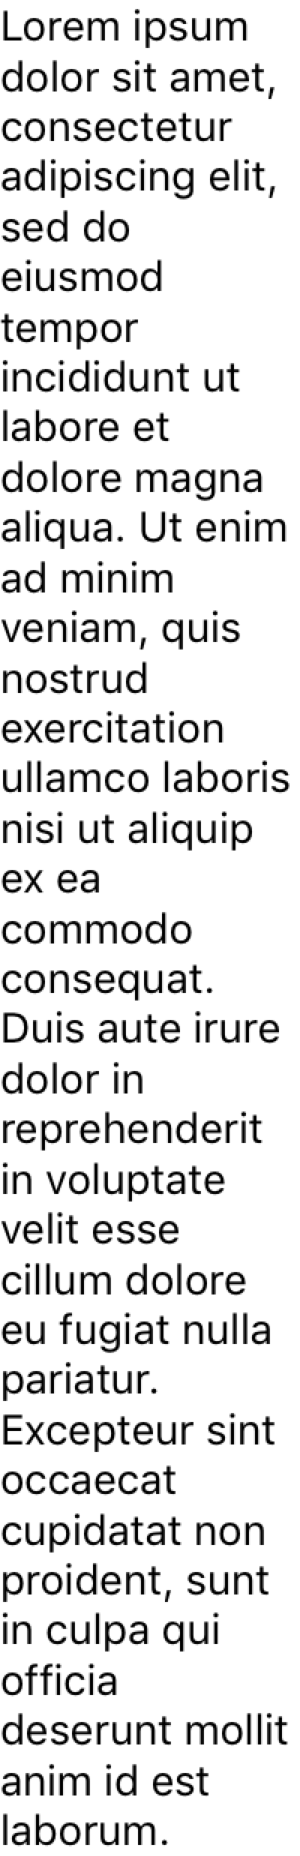 Lorem ipsum
dolor sit amet,
consectetur
adipiscing elit,
sed do
eiusmod
tempor
incididunt ut
labore et
dolore magna
aliqua. Ut enim
ad minim
veniam, quis
nostrud
exercitation
ullamco laboris
nisi ut aliquip
ex ea
commodo
consequat.
Duis aute irure
dolor in
reprehenderit
in voluptate
velit esse
cillum dolore
eu fugiat nulla
pariatur.
Excepteur sint
occaecat
cupidatat non
proident, sunt
in culpa qui
officia
deserunt mollit
anim id est
laborum.